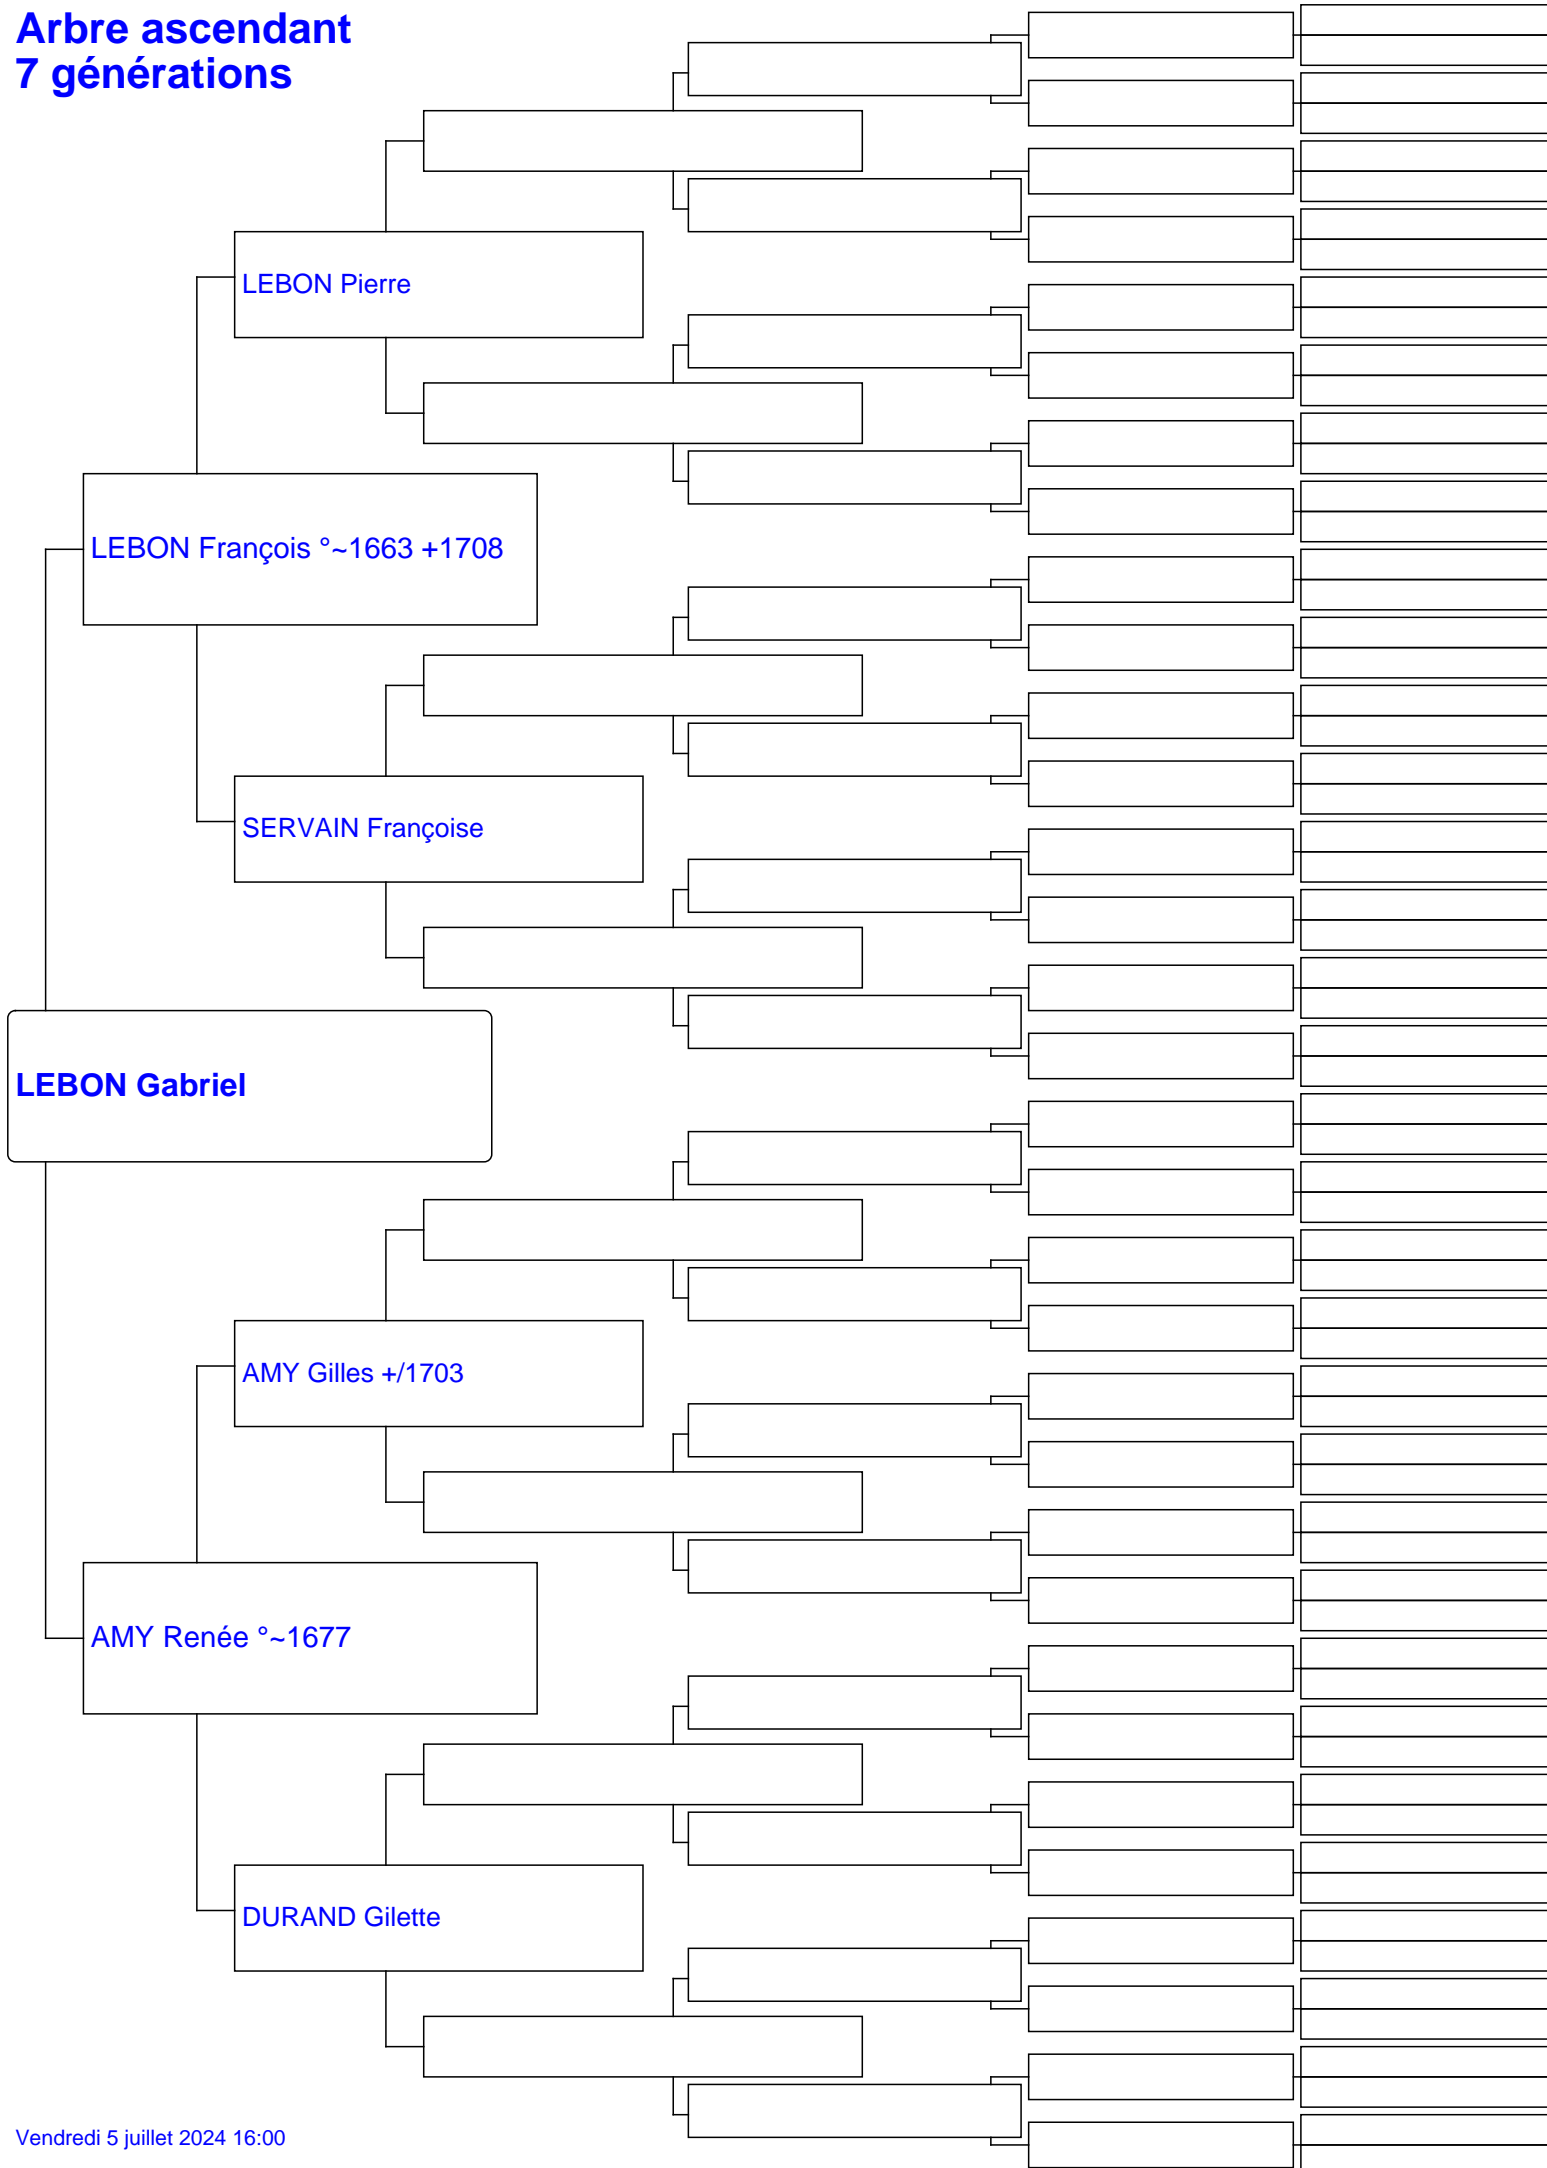 Arbre ascendant
7 générations
LEBON Pierre
LEBON François °~1663 +1708
SERVAIN Françoise
LEBON Gabriel
AMY Gilles +/1703
AMY Renée °~1677
DURAND Gilette
Vendredi 5 juillet 2024 16:00